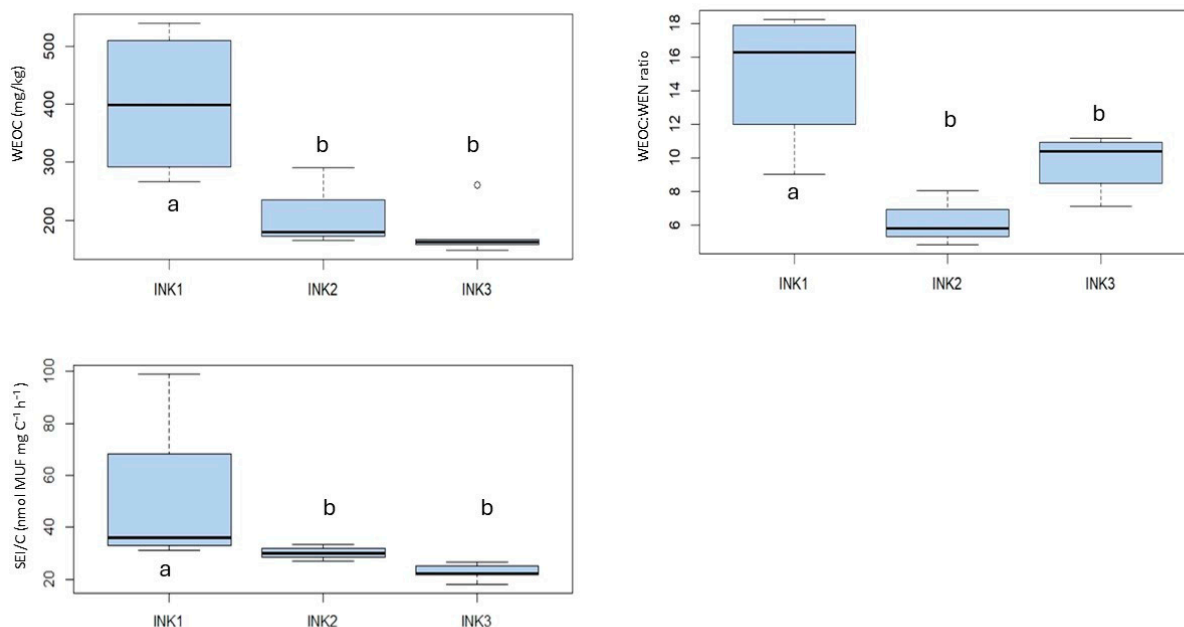 WEOC (mg/kg)
500
400
300
200
a
b
b
INK1
INK2
INK3
WEOC:WEN ratio
18
16
14
12
10
8
6
a
b
b
INK1
INK2
INK3
SEI/C (nmol MUF mg C⁻¹ h⁻¹)
100
80
60
40
20
a
b
b
INK1
INK2
INK3